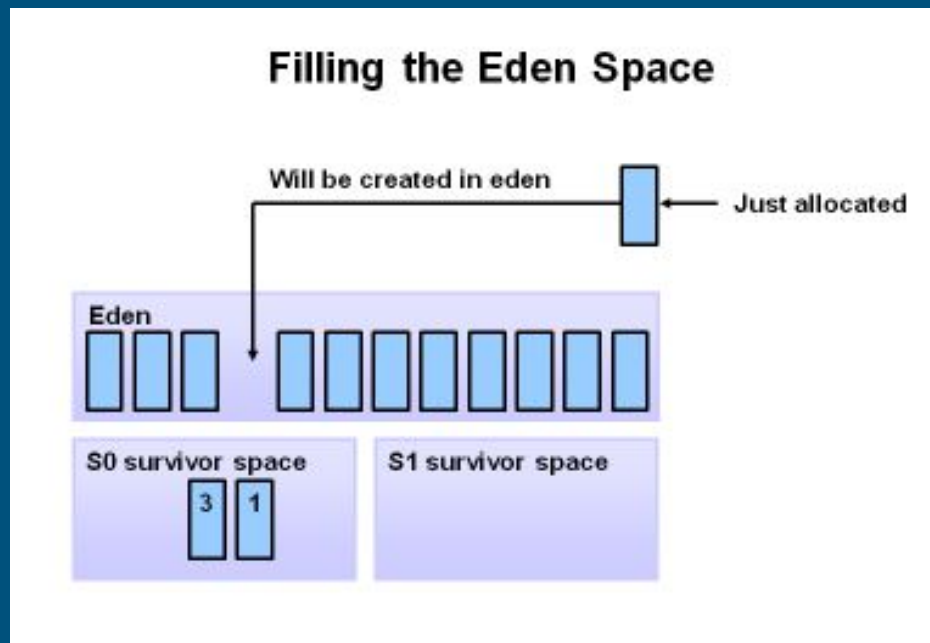 Filling the Eden Space
Will be created in eden
Just allocated
Eden
S0 survivor space
S1 survivor space
3
1